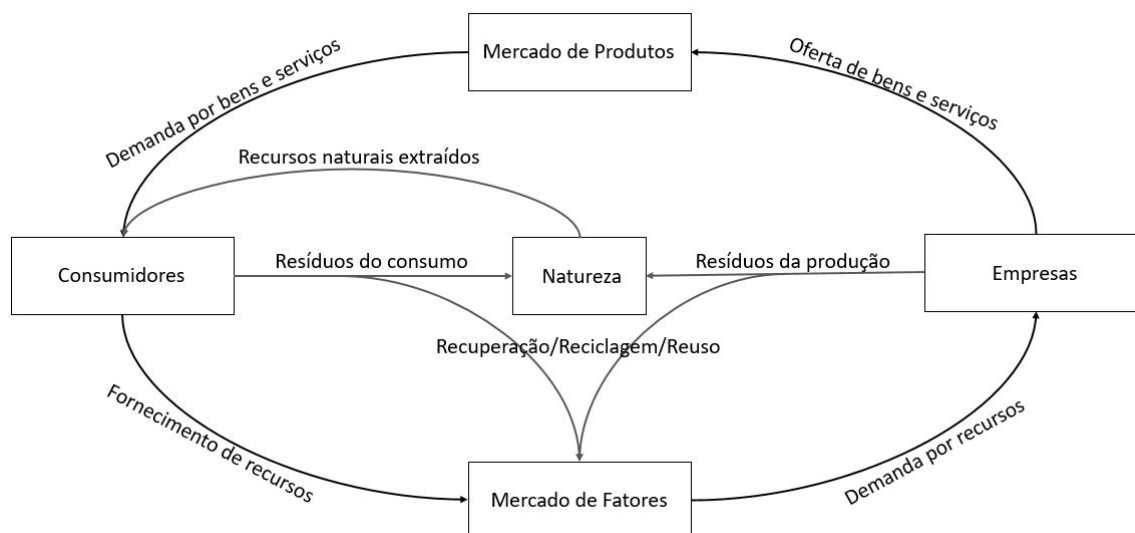 Mercado de Produtos
Demanda por bens e serviços
Oferta de bens e serviços
Recursos naturais extraídos
Consumidores
Resíduos do consumo
Natureza
Resíduos da produção
Empresas
Recuperação/Reciclagem/Reuso
Fornecimento de recursos
Demanda por recursos
Mercado de Fatores